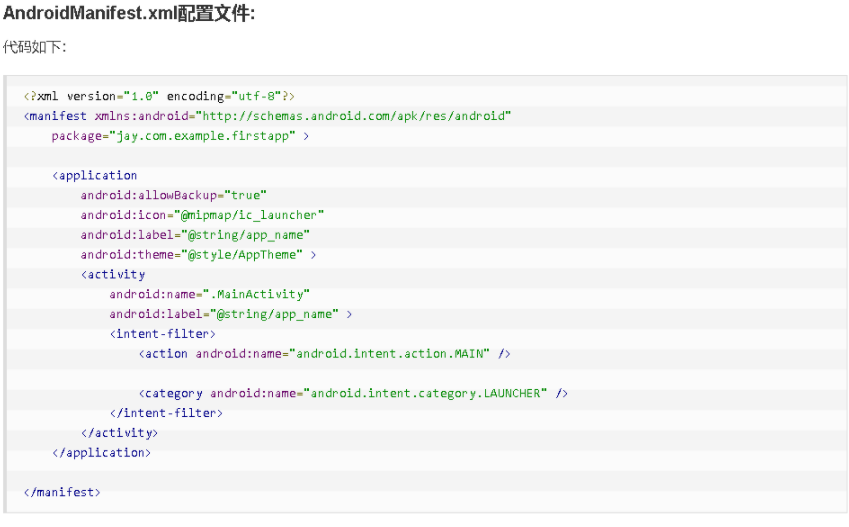 AndroidManifest.xml配置文件:
代码如下:
<?xml version="1.0" encoding="utf-8"?>
<manifest xmlns:android="http://schemas.android.com/apk/res/android"
    package="jay.com.example.firstapp" >
    <application
        android:allowBackup="true"
        android:icon="@mipmap/ic_launcher"
        android:label="@string/app_name"
        android:theme="@style/AppTheme" >
        <activity
            android:name=".MainActivity"
            android:label="@string/app_name" >
            <intent-filter>
                <action android:name="android.intent.action.MAIN" />
                <category android:name="android.intent.category.LAUNCHER" />
            </intent-filter>
        </activity>
    </application>
</manifest>